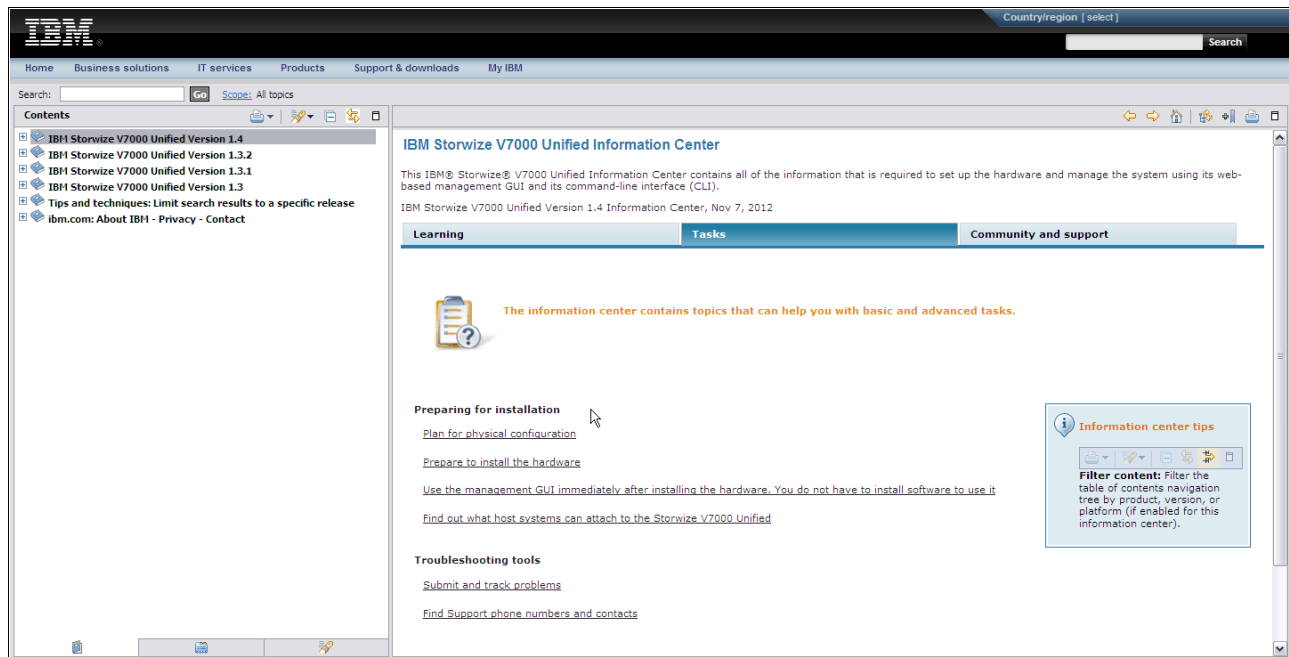 Country/region [ select ]
IBM®
Search
Home Business solutions IT services Products Support & downloads My IBM
Search: Go Scope: All topics
Contents
IBM Storwize V7000 Unified Version 1.4
IBM Storwize V7000 Unified Version 1.3.2
IBM Storwize V7000 Unified Version 1.3.1
IBM Storwize V7000 Unified Version 1.3
Tips and techniques: Limit search results to a specific release
ibm.com: About IBM - Privacy - Contact
IBM Storwize V7000 Unified Information Center
This IBM® Storwize® V7000 Unified Information Center contains all of the information that is required to set up the hardware and manage the system using its web-
based management GUI and its command-line interface (CLI).
IBM Storwize V7000 Unified Version 1.4 Information Center, Nov 7, 2012
Learning Tasks Community and support
The information center contains topics that can help you with basic and advanced tasks.
Preparing for installation
Plan for physical configuration
Prepare to install the hardware
Use the management GUI immediately after installing the hardware. You do not have to install software to use it
Find out what host systems can attach to the Storwize V7000 Unified
Troubleshooting tools
Submit and track problems
Find Support phone numbers and contacts
Information center tips
Filter content: Filter the
table of contents navigation
tree by product, version, or
platform (if enabled for this
information center).